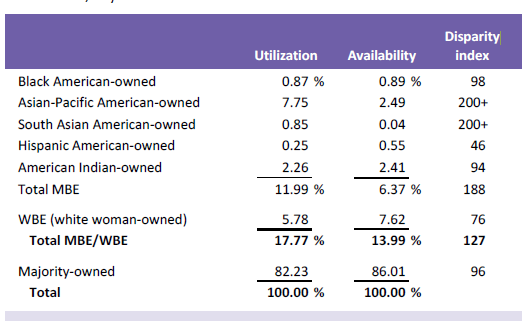 Disparity
Utilization Availability index
Black American-owned 0.87 % 0.89 % 98
Asian-Pacific American-owned 7.75 2.49 200+
South Asian American-owned 0.85 0.04 200+
Hispanic American-owned 0.25 0.55 46
American Indian-owned 2.26 2.41 94
Total MBE 11.99 % 6.37 % 188
WBE (white woman-owned) 5.78 7.62 76
Total MBE/WBE 17.77 % 13.99 % 127
Majority-owned 82.23 86.01 96
Total 100.00 % 100.00 %